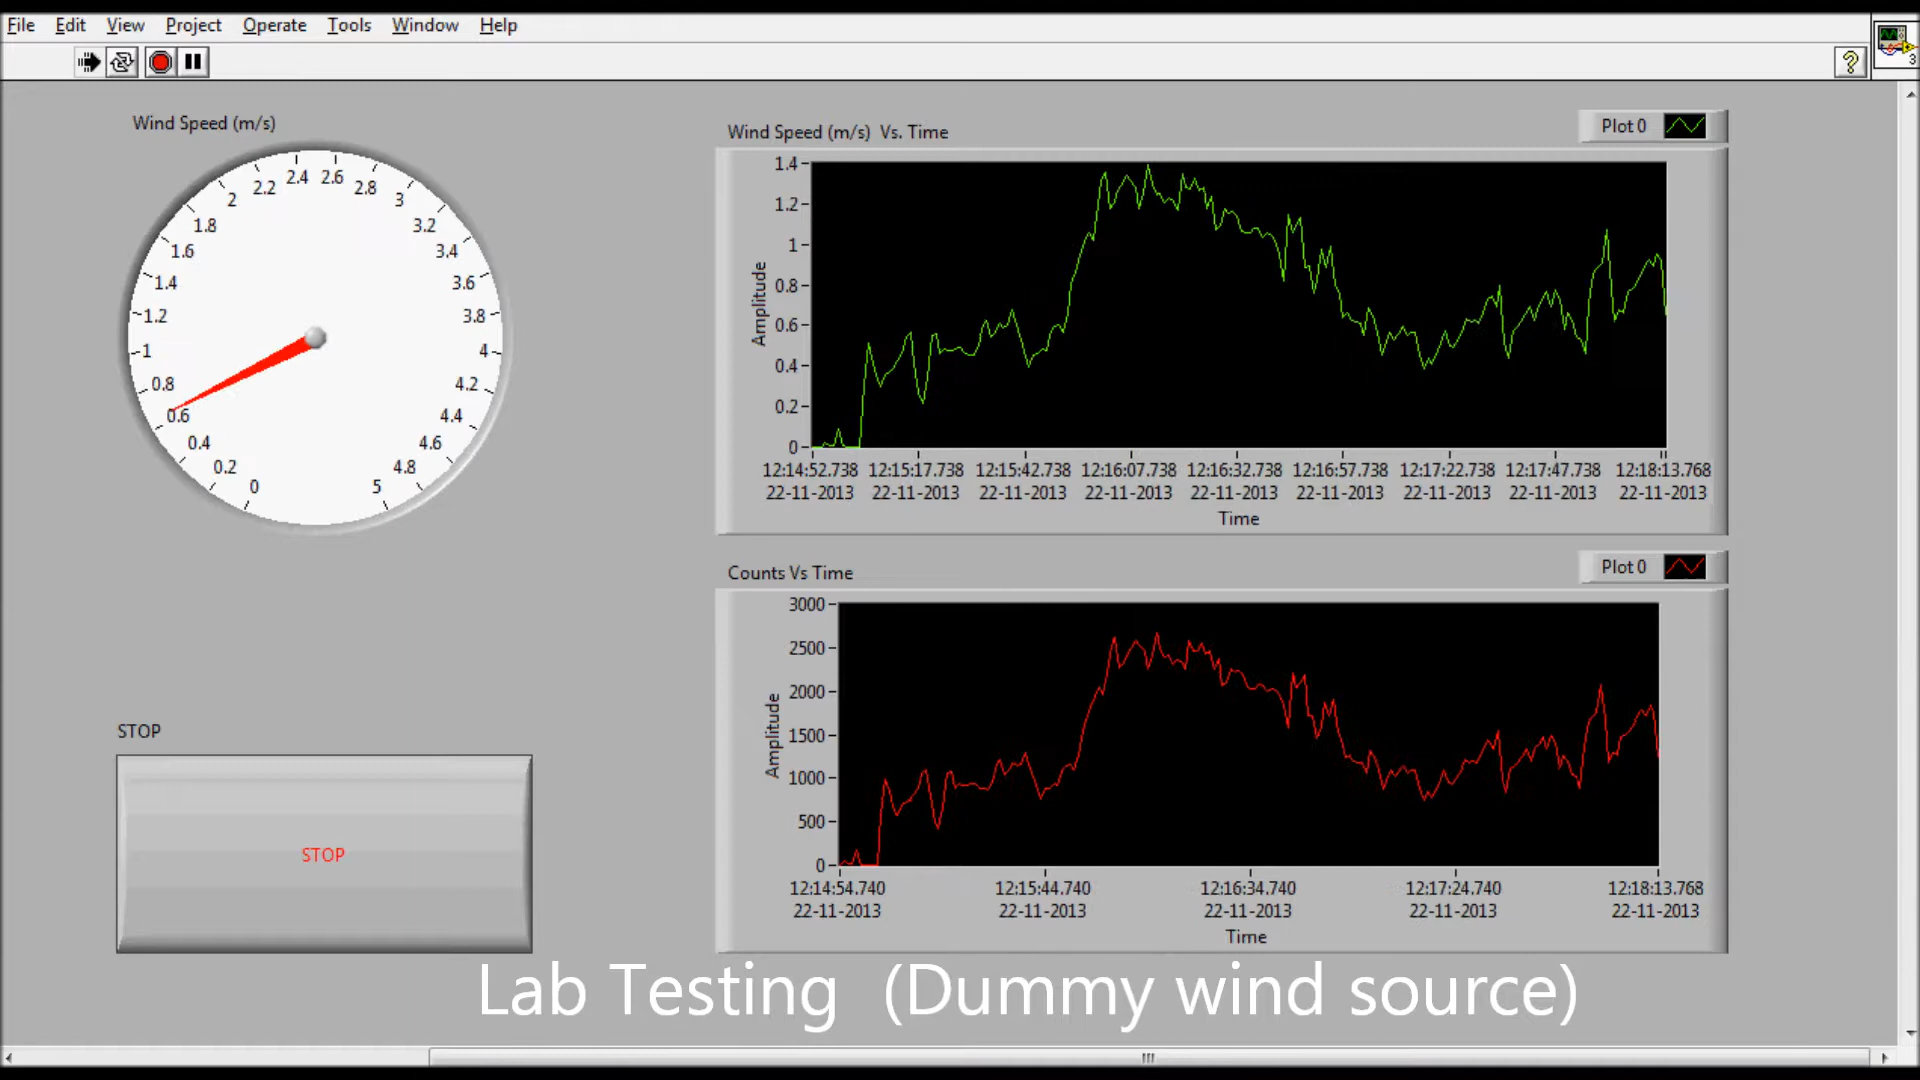 File Edit View Project Operate Tools Window Help
?
3
Wind Speed (m/s)
0
0.2
0.4
0.6
0.8
1
1.2
1.4
1.6
1.8
2
2.2
2.4
2.6
2.8
3
3.2
3.4
3.6
3.8
4
4.2
4.4
4.6
4.8
5
Wind Speed (m/s) Vs. Time
Plot 0
Amplitude
1.4
1.2
1
0.8
0.6
0.4
0.2
0
12:14:52.738 12:15:17.738 12:15:42.738 12:16:07.738 12:16:32.738 12:16:57.738 12:17:22.738 12:17:47.738 12:18:13.768
22-11-2013 22-11-2013 22-11-2013 22-11-2013 22-11-2013 22-11-2013 22-11-2013 22-11-2013 22-11-2013
Time
Counts Vs Time
Plot 0
Amplitude
3000
2500
2000
1500
1000
500
0
12:14:54.740 12:15:44.740 12:16:34.740 12:17:24.740 12:18:13.768
22-11-2013 22-11-2013 22-11-2013 22-11-2013 22-11-2013
Time
STOP
STOP
Lab Testing (Dummy wind source)